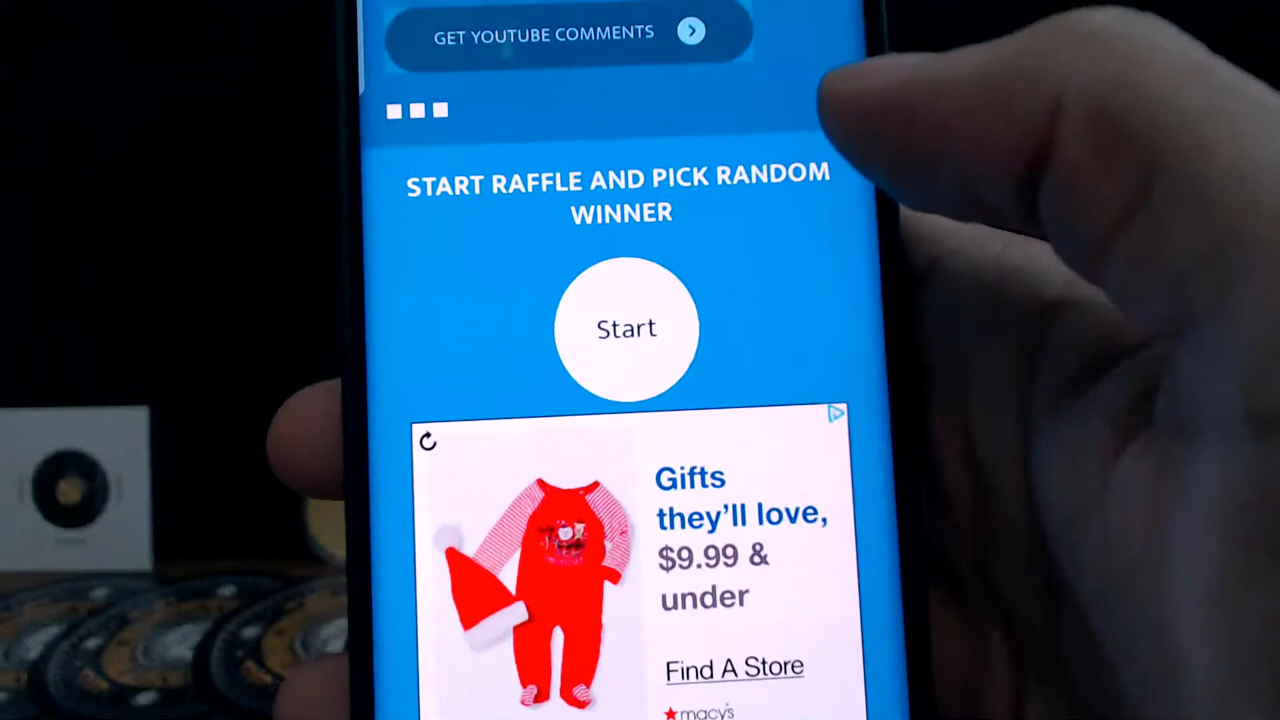 GET YOUTUBE COMMENTS
START RAFFLE AND PICK RANDOM
WINNER
Start
Gifts
they'll love,
$9.99 &
under
Find A Store
macy's